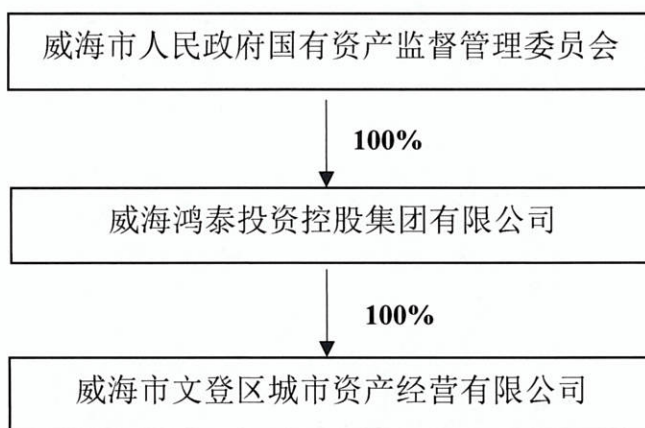 威海市人民政府国有资产监督管理委员会
100%
威海鸿泰投资控股集团有限公司
100%
威海市文登区城市资产经营有限公司